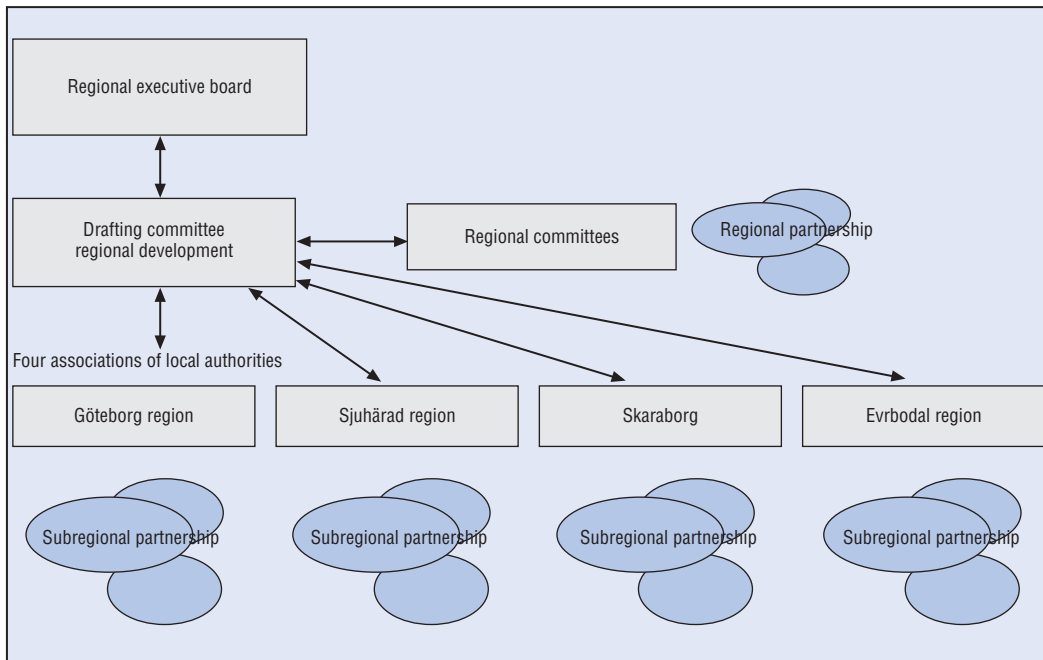 Regional executive board
Drafting committee
regional development
Regional committees
Regional partnership
Four associations of local authorities
Göteborg region
Sjuhärad region
Skaraborg
Evrbodal region
Subregional partnership
Subregional partnership
Subregional partnership
Subregional partnership